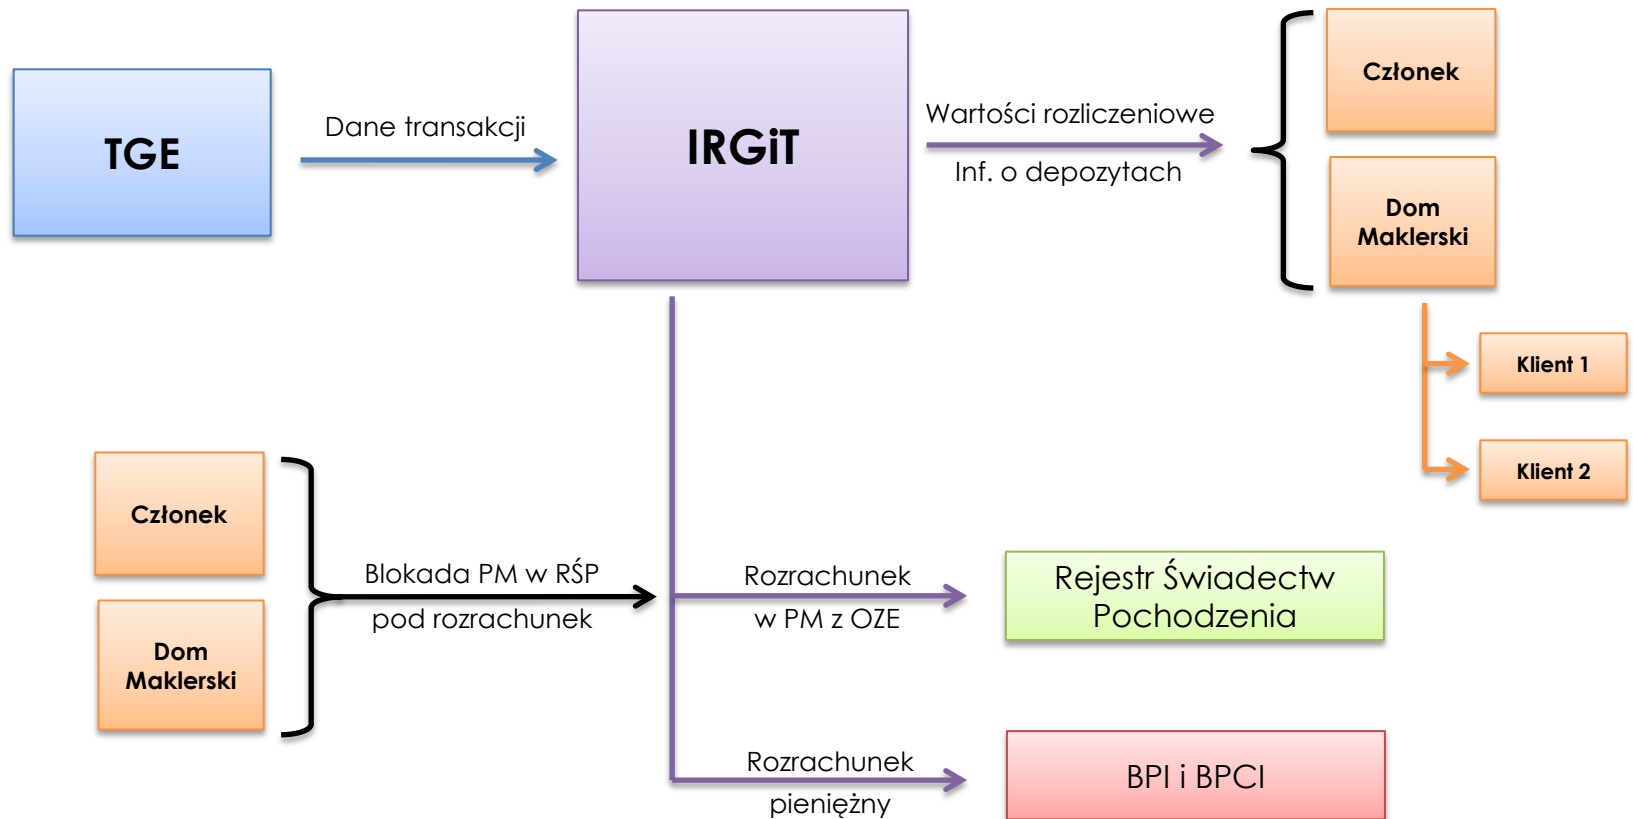 TGE
Dane transakcji
IRGiT
Wartości rozliczeniowe
Inf. o depozytach
Członek
Dom
Maklerski
Klient 1
Klient 2
Członek
Dom
Maklerski
Blokada PM w RŚP
pod rozrachunek
Rozrachunek
w PM z OZE
Rejestr Świadectw
Pochodzenia
Rozrachunek
pieniężny
BPI i BPCI